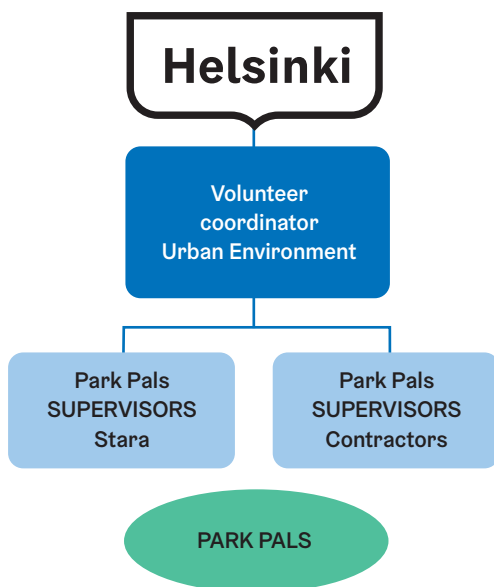 Helsinki
Volunteer
coordinator
Urban Environment
Park Pals
SUPERVISORS
Stara
Park Pals
SUPERVISORS
Contractors
PARK PALS